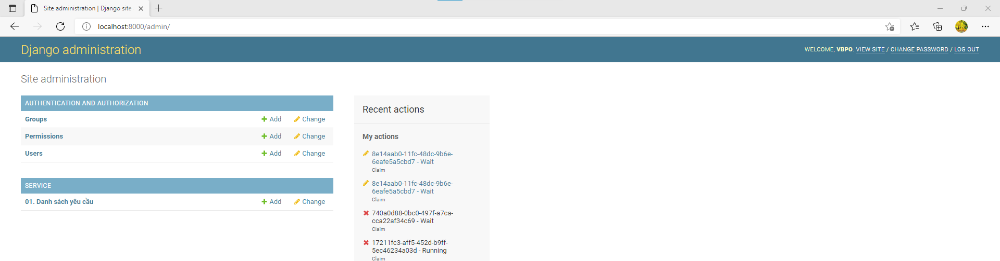 Site administration | Django site
localhost:8000/admin/
Django administration
WELCOME, VBPO. VIEW SITE / CHANGE PASSWORD / LOG OUT
Site administration
AUTHENTICATION AND AUTHORIZATION
Groups Add Change
Permissions Add Change
Users Add Change
SERVICE
01. Danh sách yêu cầu Add Change
Recent actions
My actions
8e14aab0-11fc-48dc-9b6e-
6eafe5a5cbd7 - Wait
Claim
8e14aab0-11fc-48dc-9b6e-
6eafe5a5cbd7 - Wait
Claim
740a0d88-0bc0-497f-a7ca-
cca22af34c69 - Wait
Claim
17211fc3-aff5-452d-b9ff-
5ec46234a03d - Running
Claim